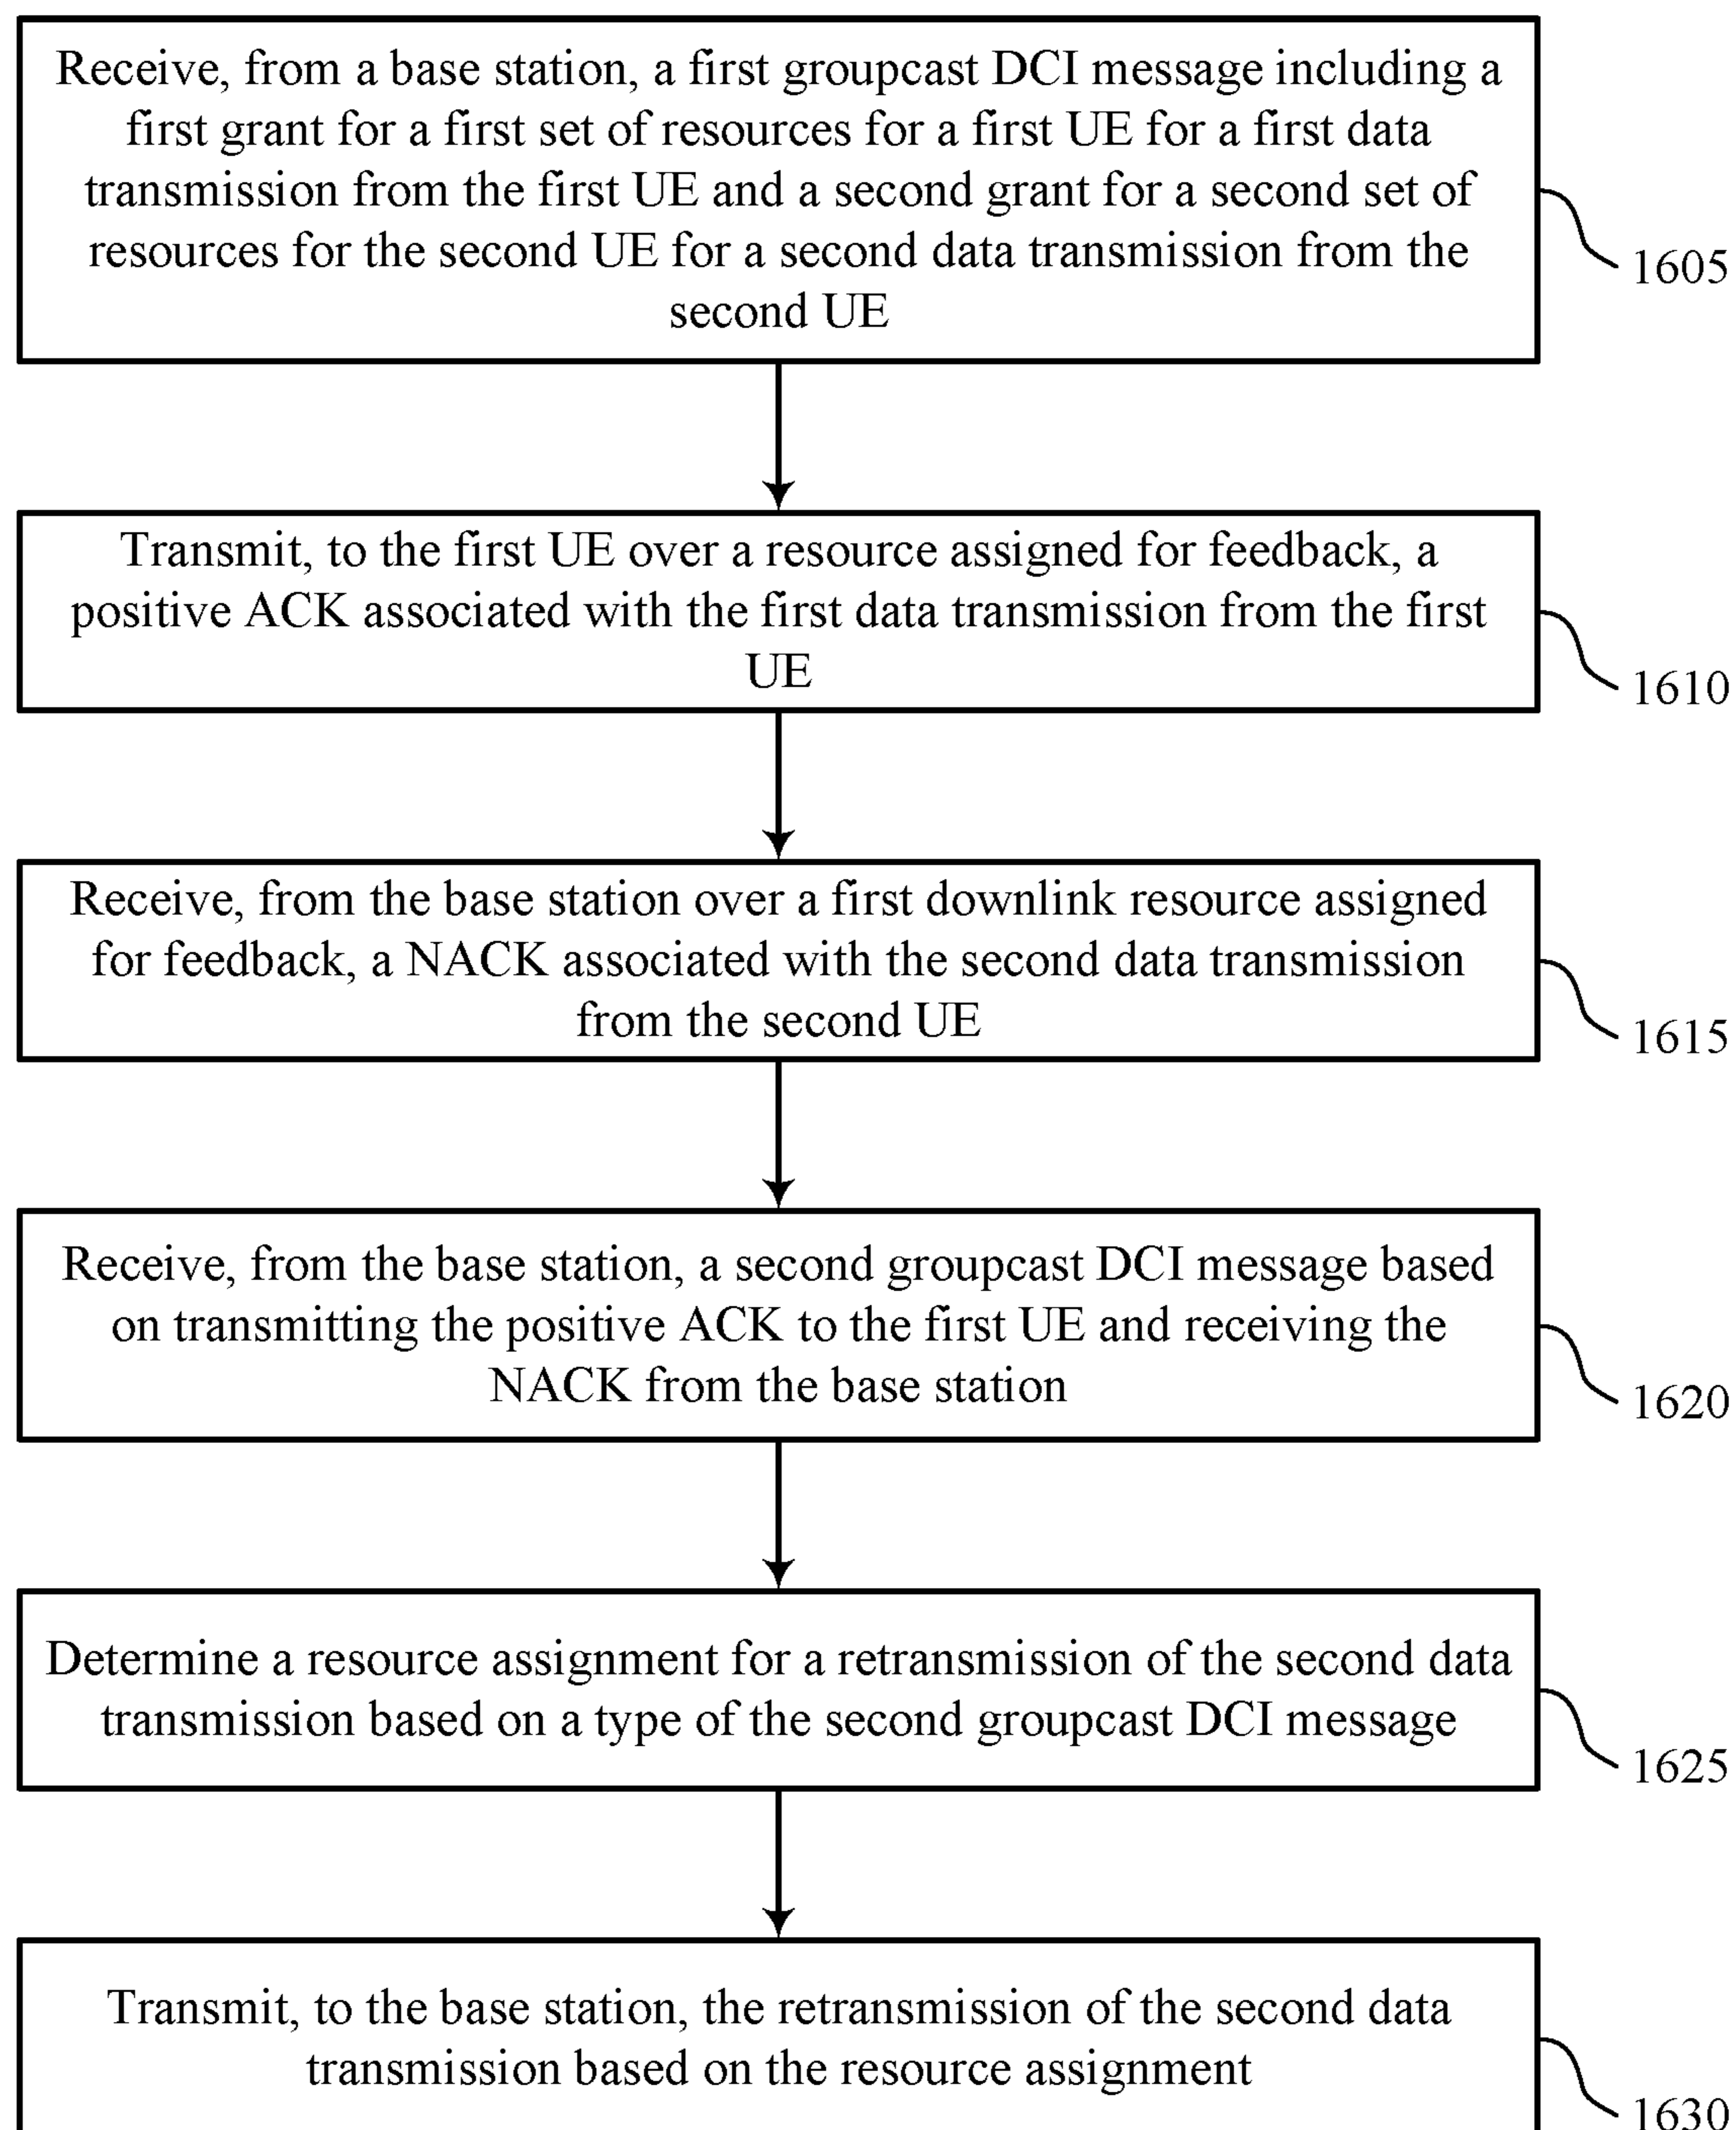 Receive, from a base station, a first groupcast DCI message including a
first grant for a first set of resources for a first UE for a first data
transmission from the first UE and a second grant for a second set of
resources for the second UE for a second data transmission from the
second UE
1605
Transmit, to the first UE over a resource assigned for feedback, a
positive ACK associated with the first data transmission from the first
UE
1610
Receive, from the base station over a first downlink resource assigned
for feedback, a NACK associated with the second data transmission
from the second UE
1615
Receive, from the base station, a second groupcast DCI message based
on transmitting the positive ACK to the first UE and receiving the
NACK from the base station
1620
Determine a resource assignment for a retransmission of the second data
transmission based on a type of the second groupcast DCI message
1625
Transmit, to the base station, the retransmission of the second data
transmission based on the resource assignment
1630